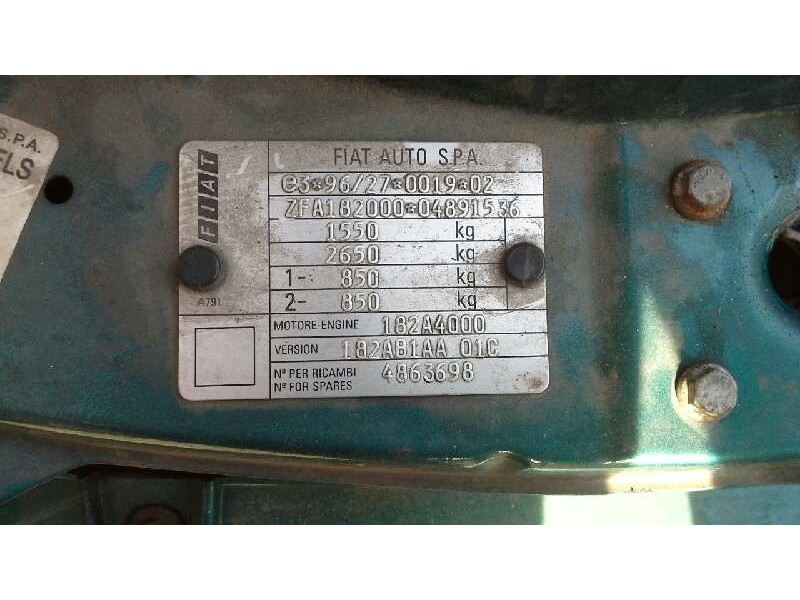 S.P.A.
ELS
FIAT
FIAT AUTO S.P.A.
e3*96/27*0019*02
ZFA182000*04891536
1550 kg
2650 kg
1- 850 kg
2- 850 kg
A791
MOTORE-ENGINE 182A4000
VERSION 182AB1AA 01C
Nº PER RICAMBI
Nº FOR SPARES 4863698